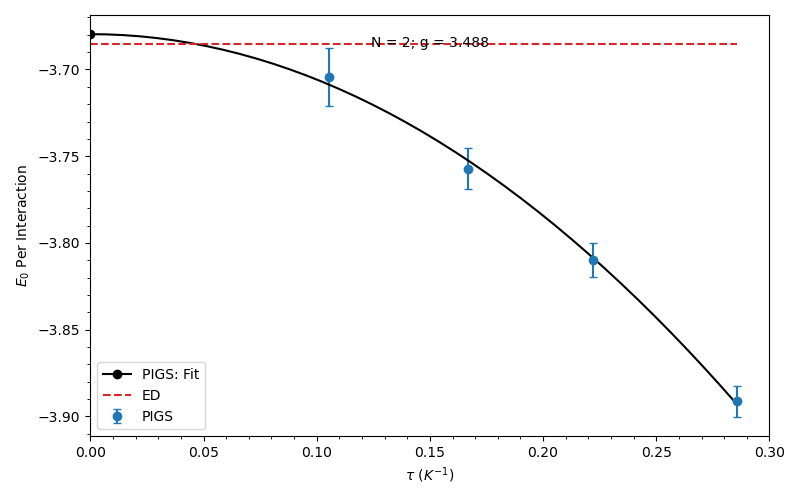 N = 2; g = 3.488
−3.70
−3.75
−3.80
−3.85
−3.90
E0 Per Interaction
PIGS: Fit
ED
PIGS
0.00 0.05 0.10 0.15 0.20 0.25 0.30
τ (K⁻¹)